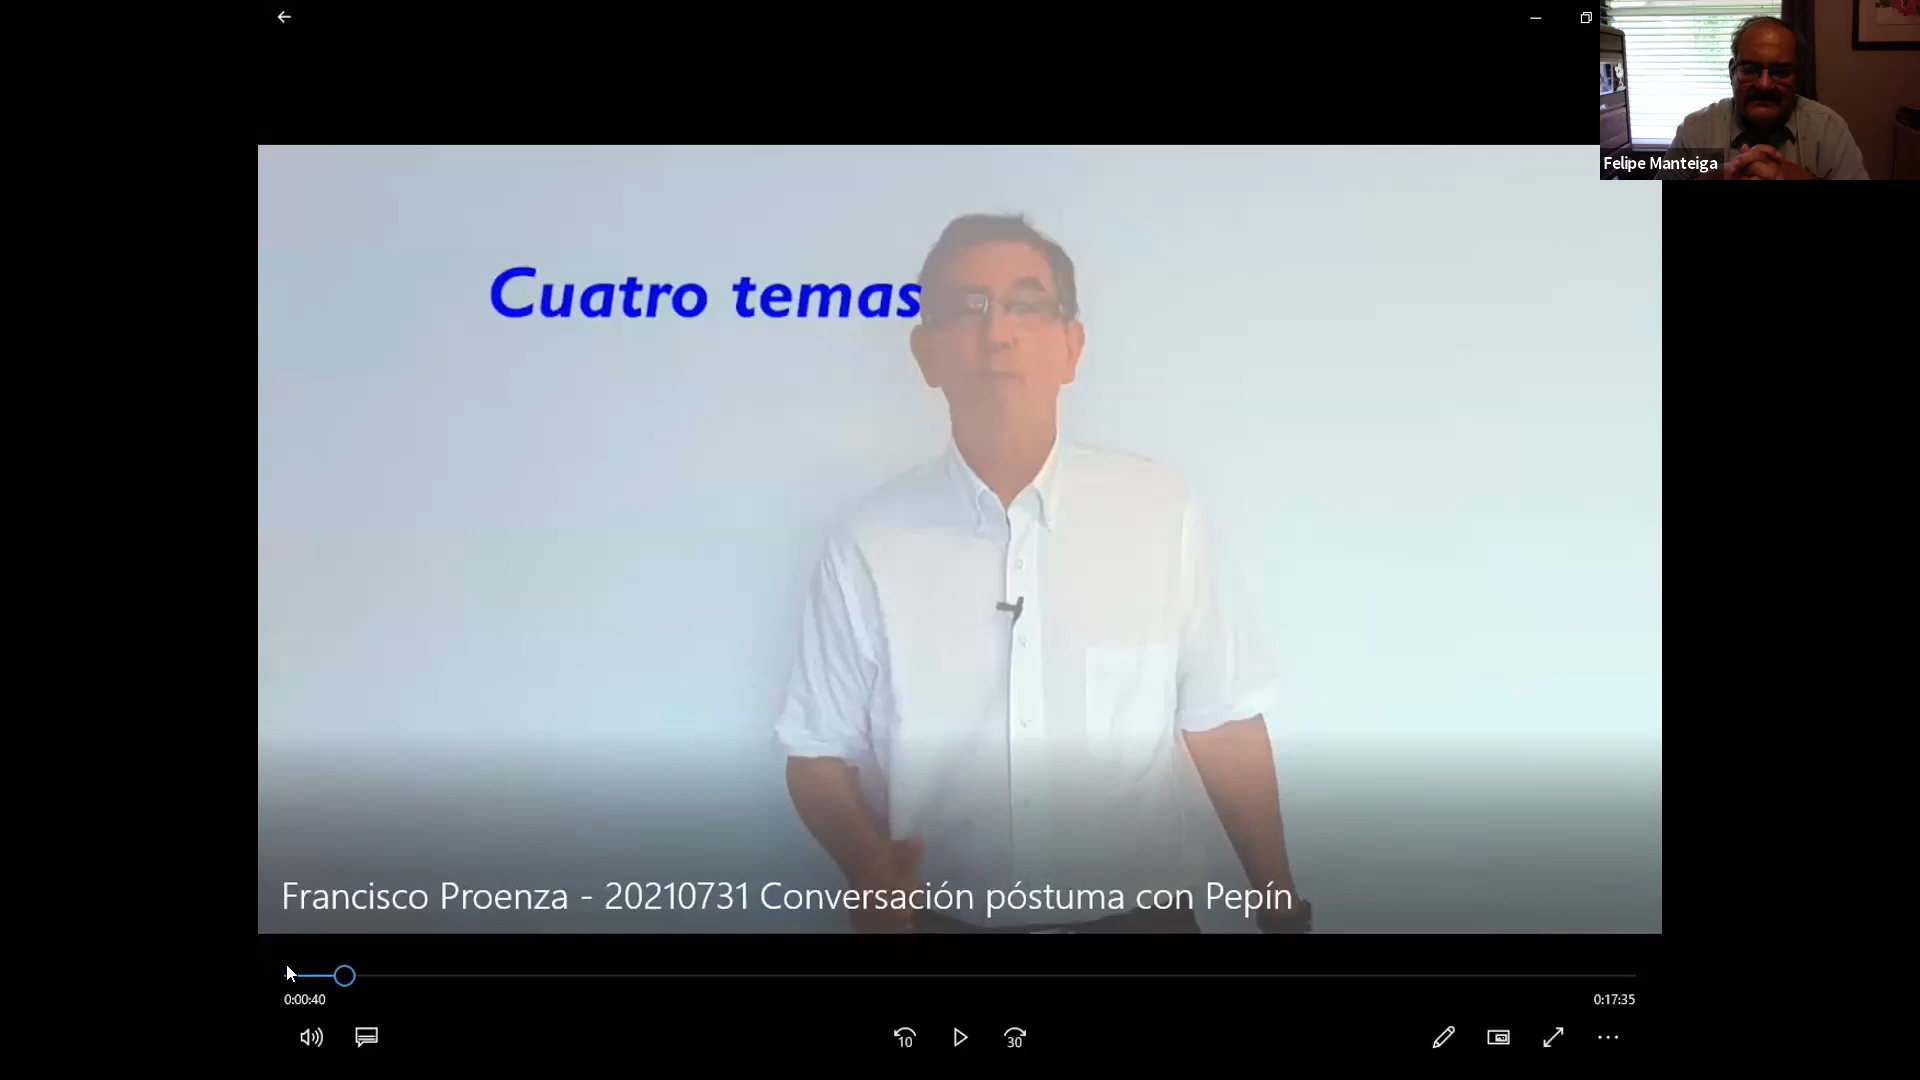 Felipe Manteiga
Cuatro temas
Francisco Proenza - 20210731 Conversación póstuma con Pepín
0:00:40
0:17:35
10
30